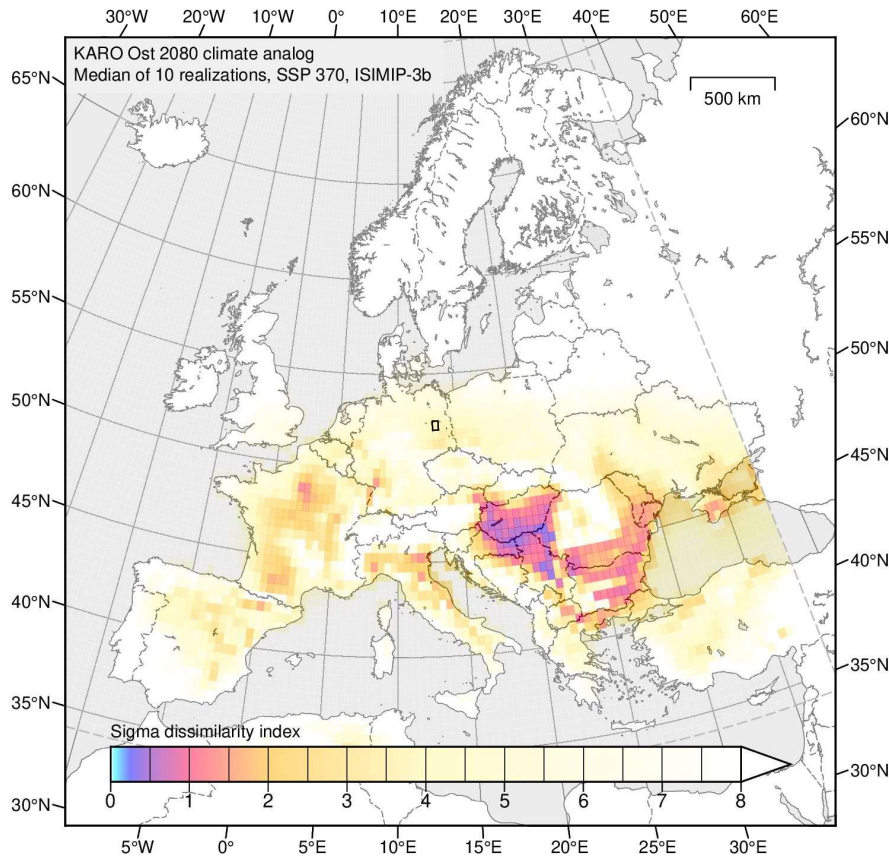 30°W 20°W 10°W 0° 10°E 20°E 30°E 40°E 50°E 60°E
KARO Ost 2080 climate analog
Median of 10 realizations, SSP 370, ISIMIP-3b
500 km
65°N
60°N
60°N
55°N
55°N
50°N
50°N
45°N
45°N
40°N
40°N
35°N
35°N
30°N
30°N
Sigma dissimilarity index
0 1 2 3 4 5 6 7 8
5°W 0° 5°E 10°E 15°E 20°E 25°E 30°E